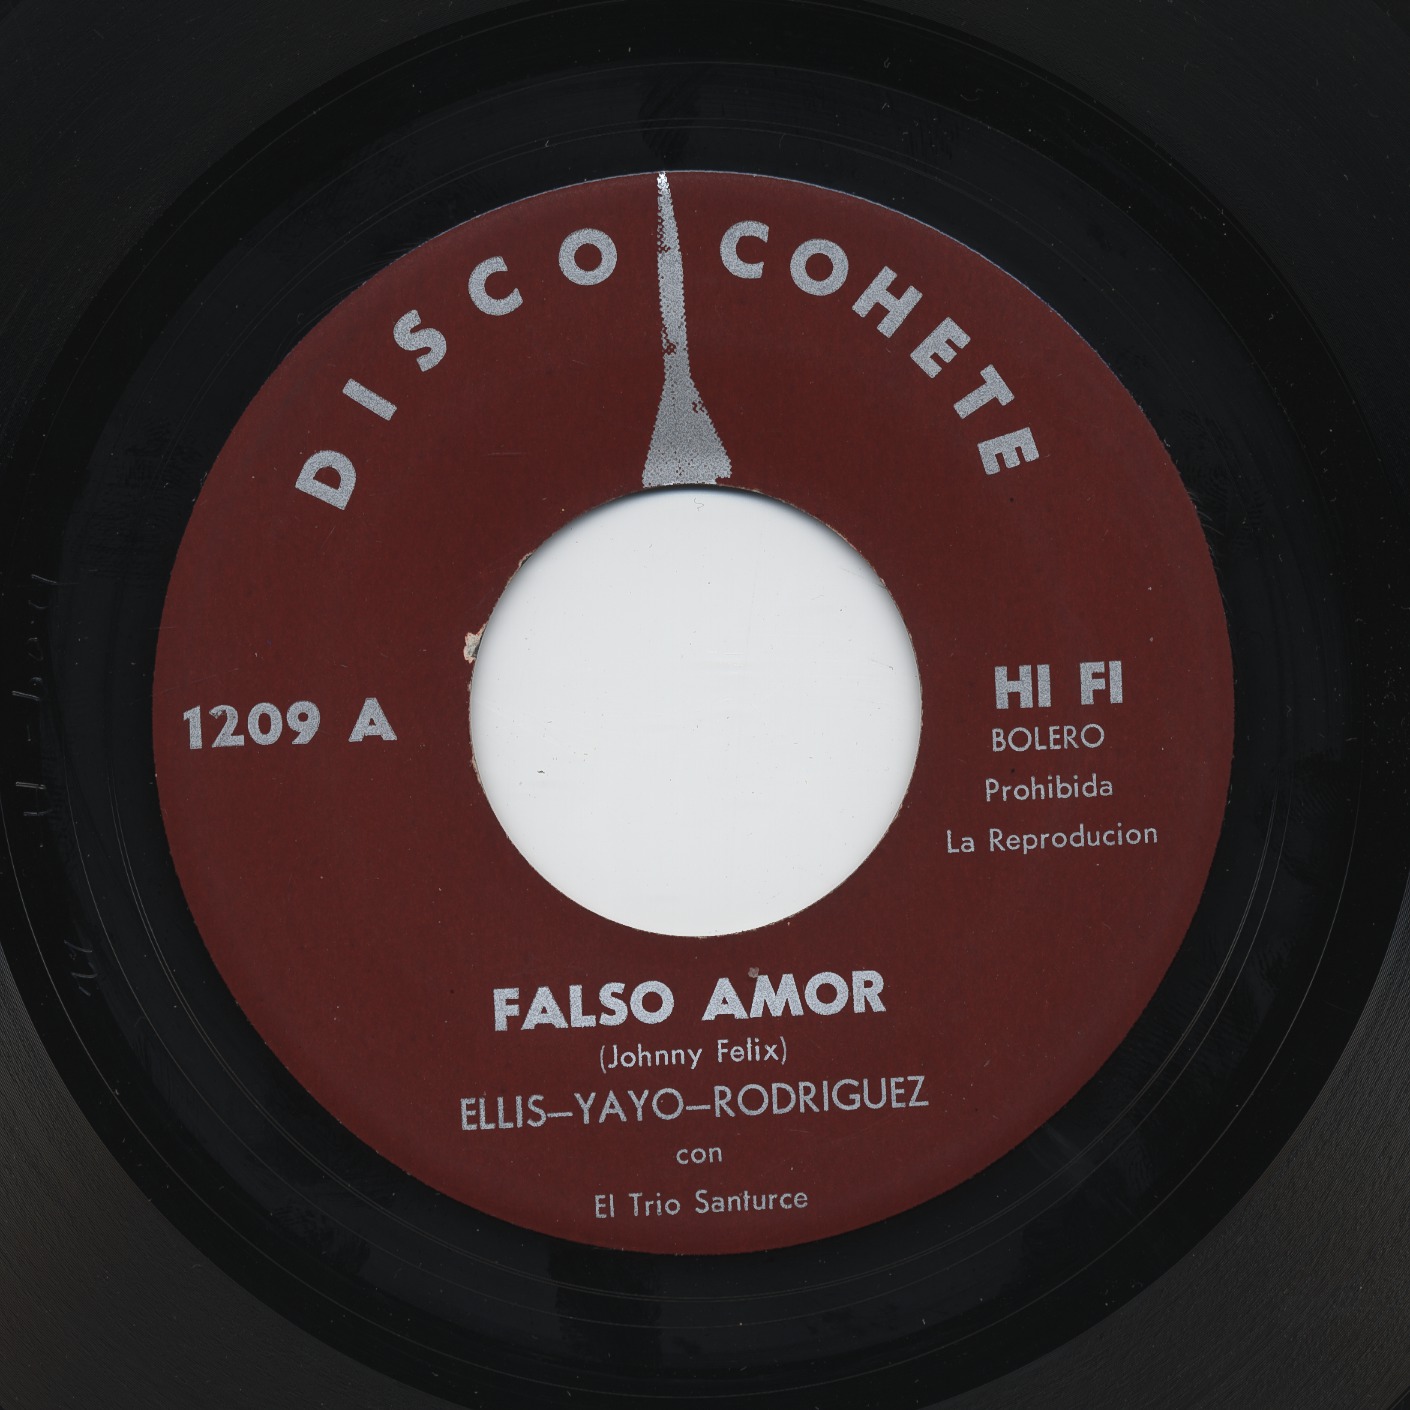 DISCO COHETE
1209 A
HI FI
BOLERO
Prohibida
La Reproducion
FALSO AMOR
(Johnny Felix)
ELLIS-YAYO-RODRIGUEZ
con
El Trio Santurce